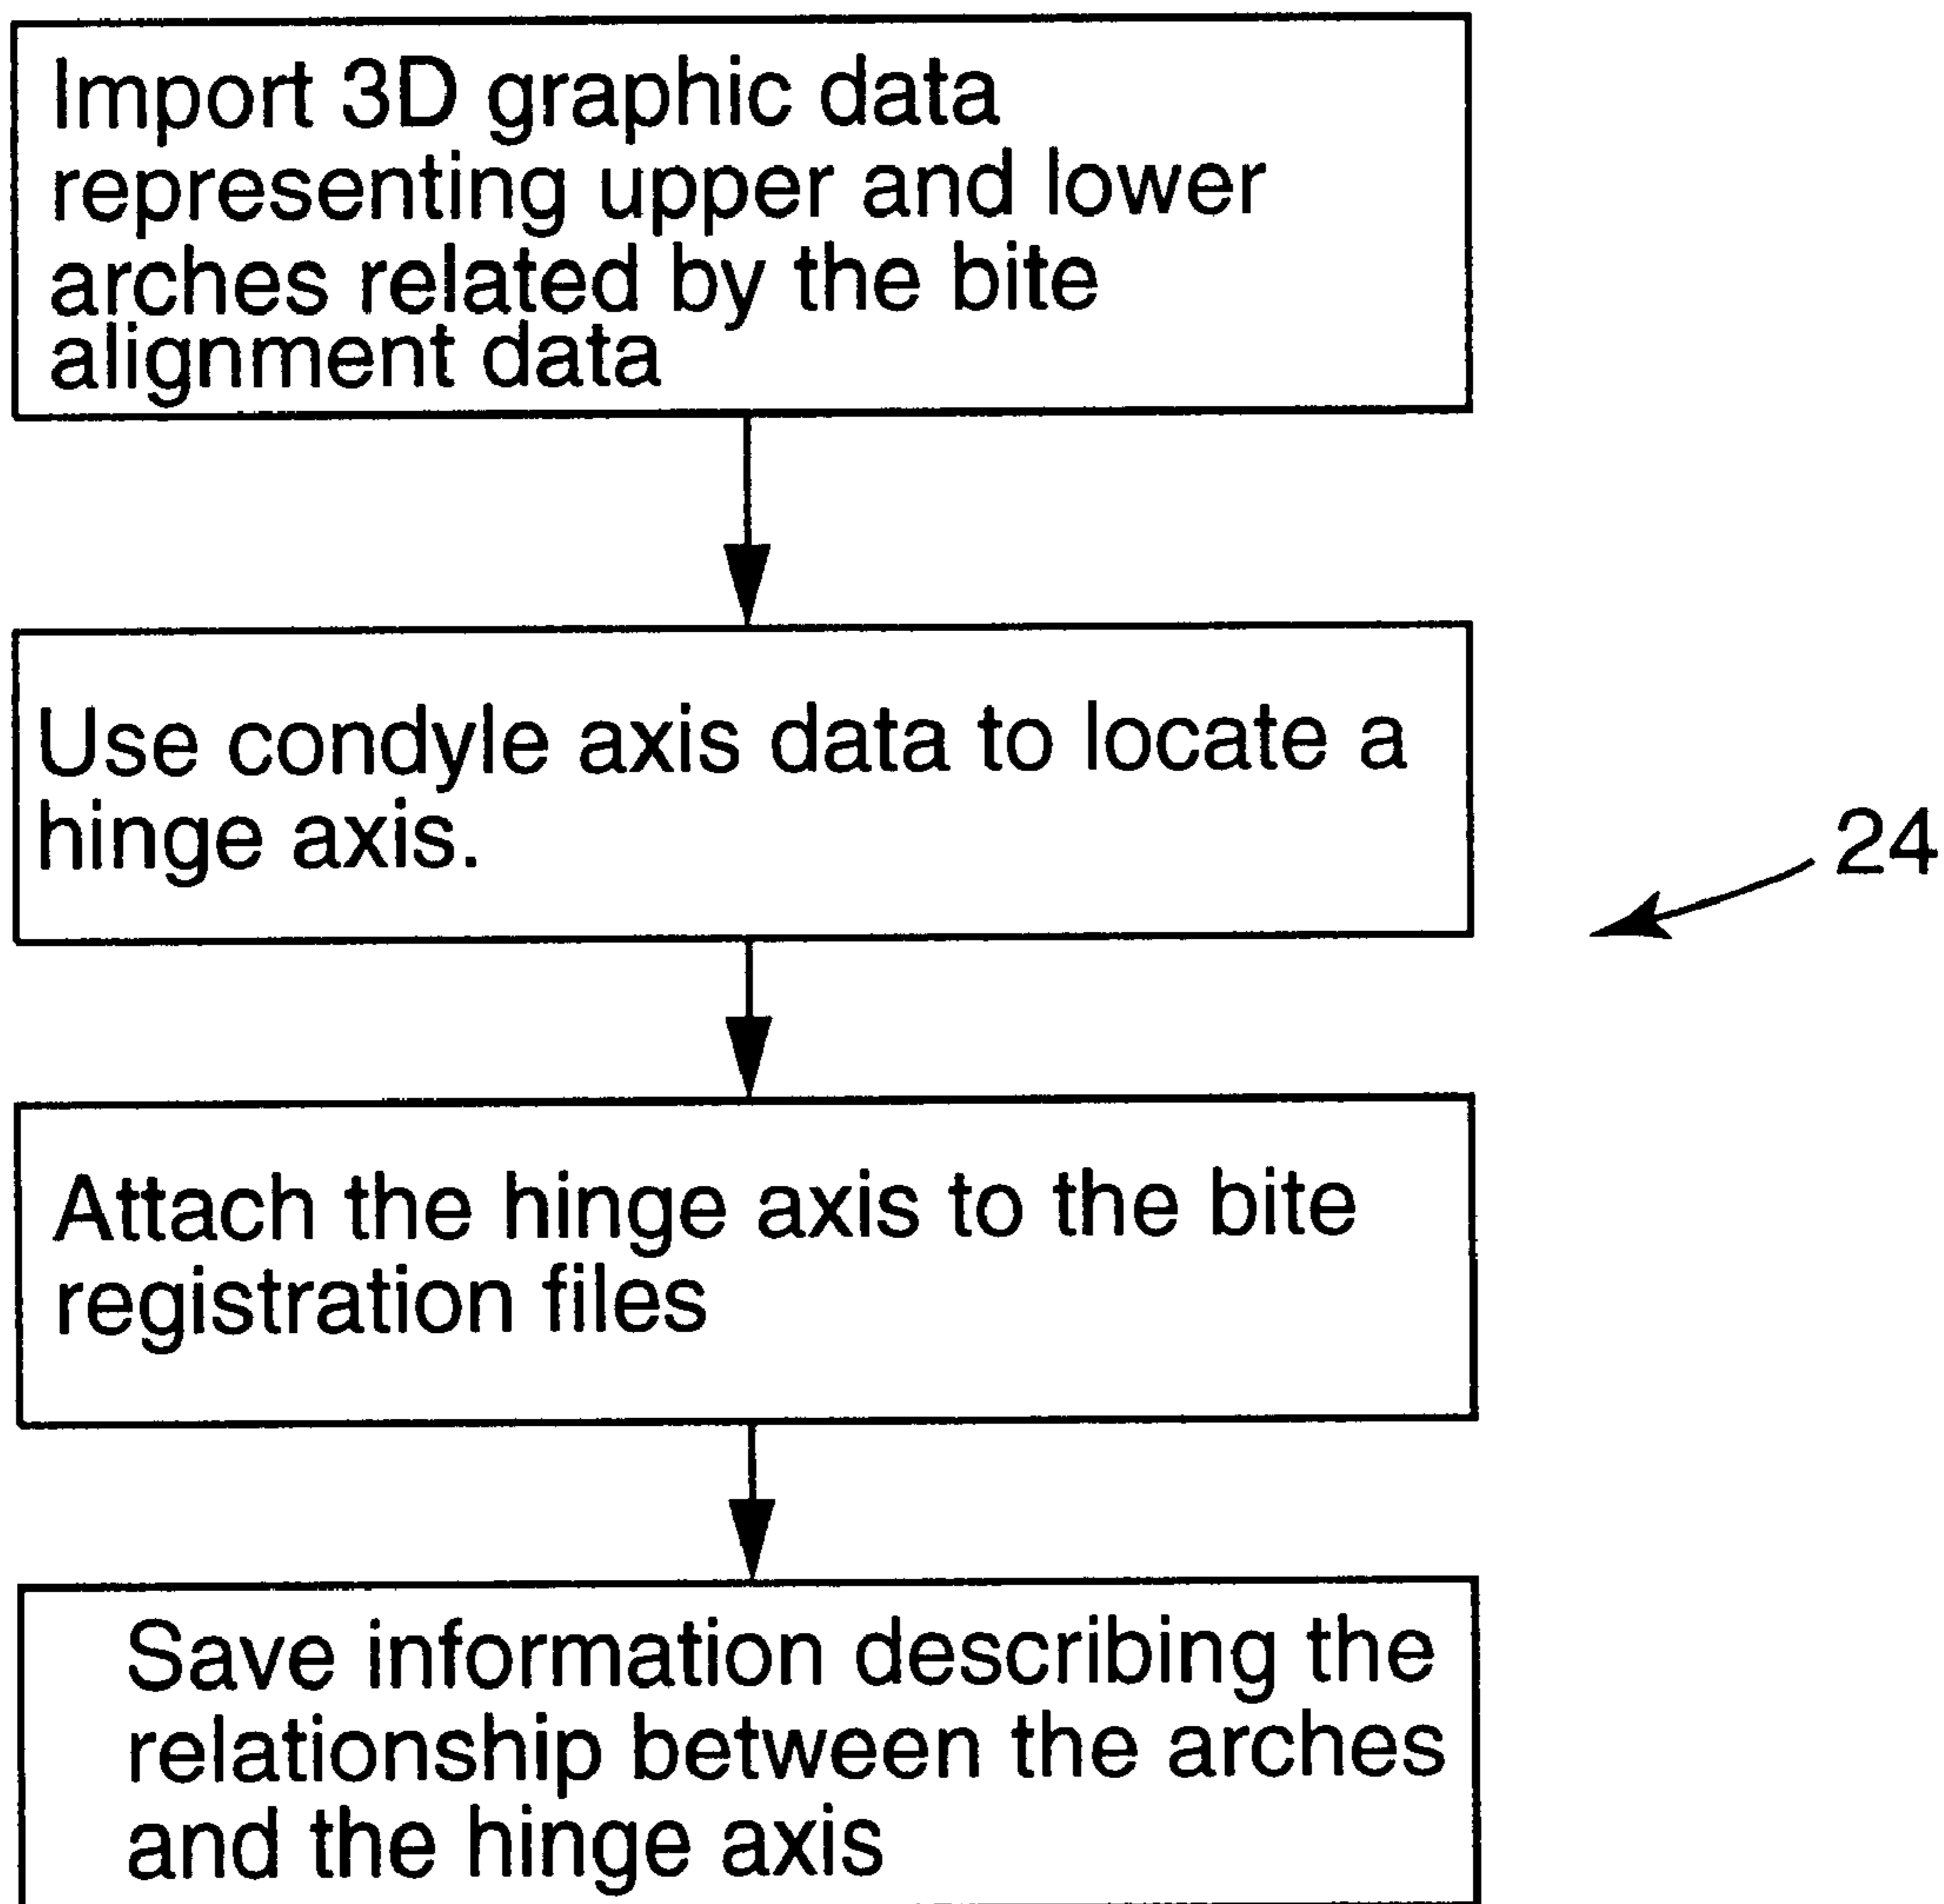 Import 3D graphic data
representing upper and lower
arches related by the bite
alignment data
Use condyle axis data to locate a
hinge axis.
24
Attach the hinge axis to the bite
registration files
Save information describing the
relationship between the arches
and the hinge axis